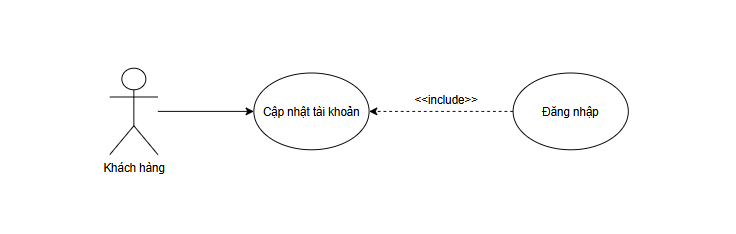 <<include>>
Cập nhật tài khoản
Đăng nhập
Khách hàng